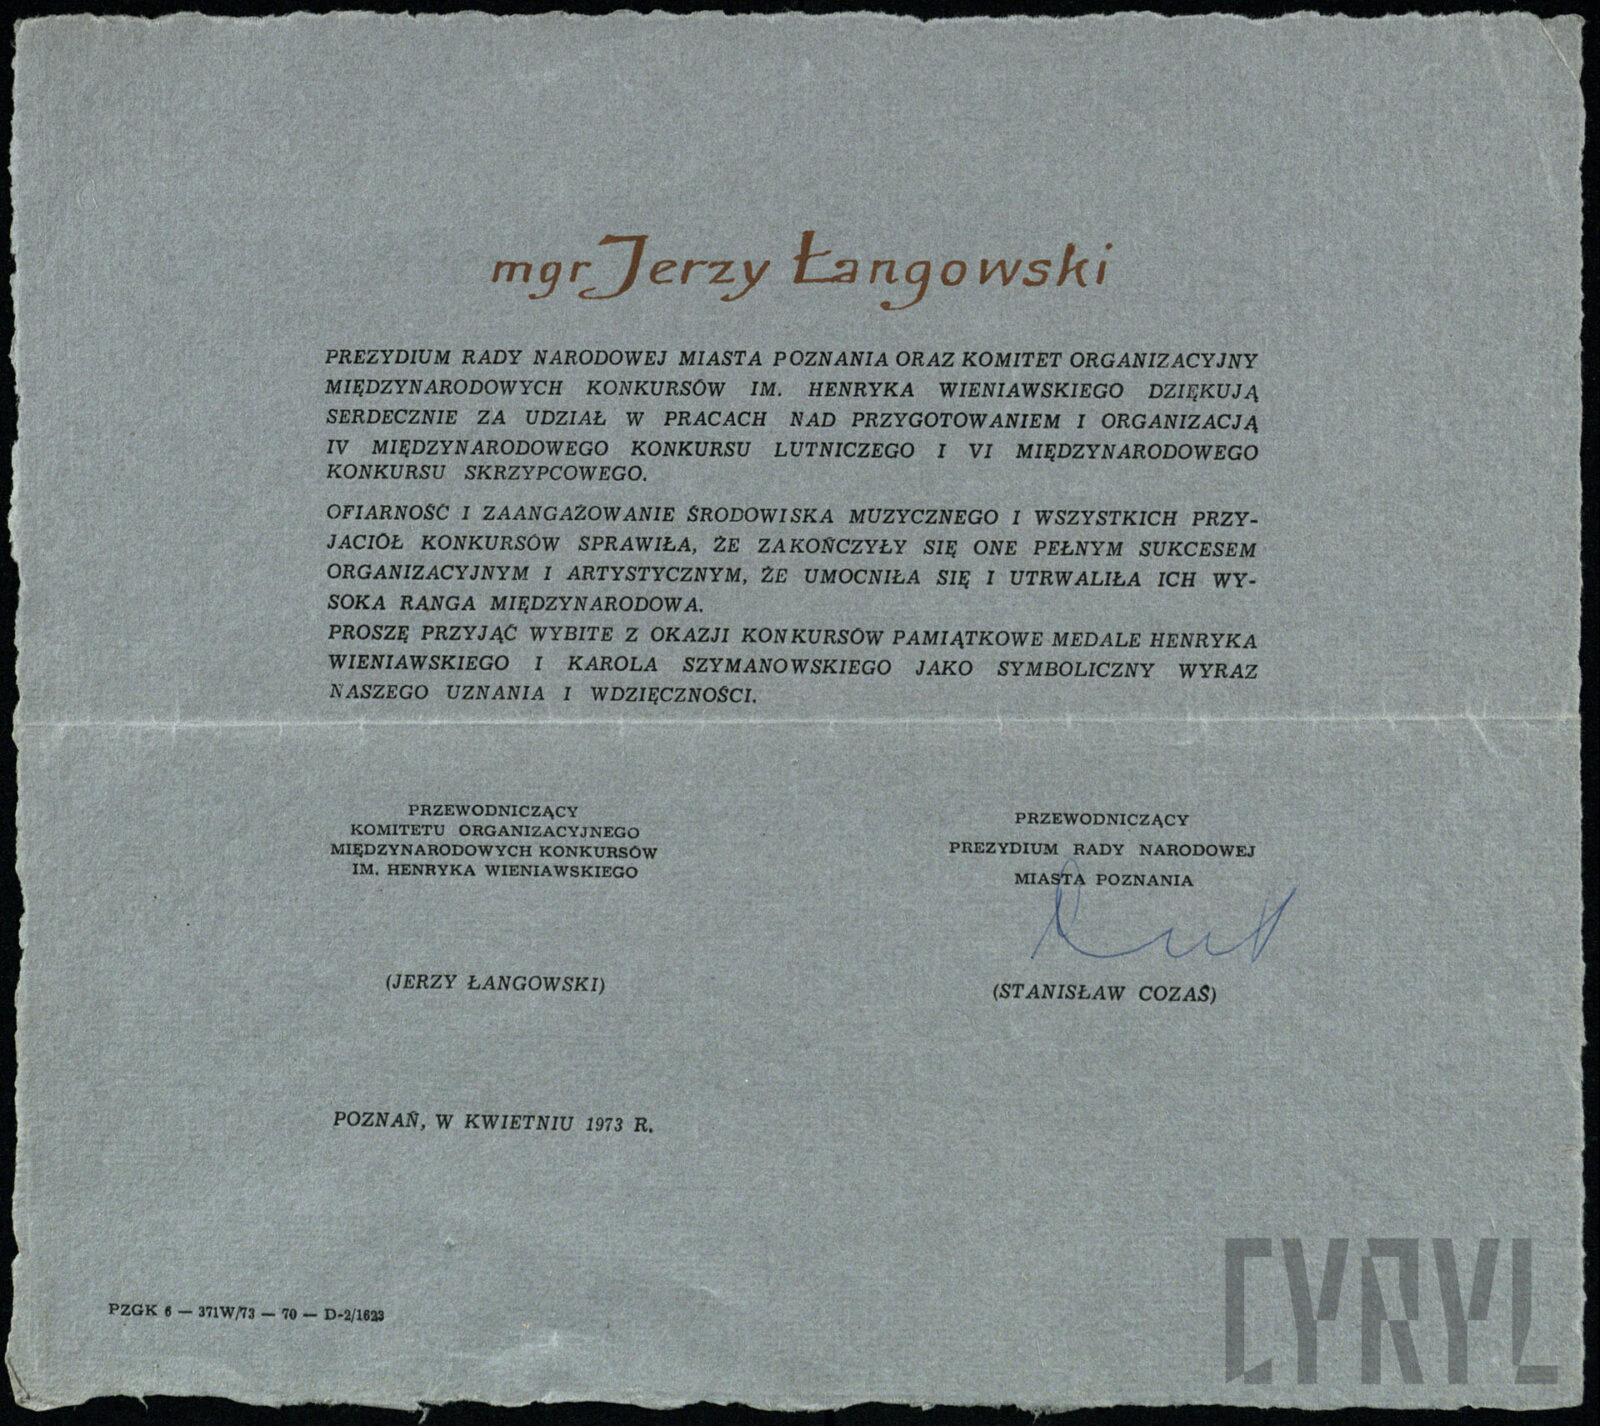 mgr Jerzy Łangowski
PREZYDIUM RADY NARODOWEJ MIASTA POZNANIA ORAZ KOMITET ORGANIZACYJNY
MIĘDZYNARODOWYCH KONKURSÓW IM. HENRYKA WIENIAWSKIEGO DZIĘKUJĄ
SERDECZNIE ZA UDZIAŁ W PRACACH NAD PRZYGOTOWANIEM I ORGANIZACJĄ
IV MIĘDZYNARODOWEGO KONKURSU LUTNICZEGO I VI MIĘDZYNARODOWEGO
KONKURSU SKRZYPCOWEGO.
OFIARNOŚĆ I ZAANGAŻOWANIE ŚRODOWISKA MUZYCZNEGO I WSZYSTKICH PRZY-
JACIÓŁ KONKURSÓW SPRAWIŁA, ŻE ZAKOŃCZYŁY SIĘ ONE PEŁNYM SUKCESEM
ORGANIZACYJNYM I ARTYSTYCZNYM, ŻE UMOCNIŁA SIĘ I UTRWALIŁA ICH WY-
SOKA RANGA MIĘDZYNARODOWA.
PROSZĘ PRZYJĄĆ WYBITE Z OKAZJI KONKURSÓW PAMIĄTKOWE MEDALE HENRYKA
WIENIAWSKIEGO I KAROLA SZYMANOWSKIEGO JAKO SYMBOLICZNY WYRAZ
NASZEGO UZNANIA I WDZIĘCZNOŚCI.
PRZEWODNICZĄCY
KOMITETU ORGANIZACYJNEGO
MIĘDZYNARODOWYCH KONKURSÓW
IM. HENRYKA WIENIAWSKIEGO
(JERZY ŁANGOWSKI)
PRZEWODNICZĄCY
PREZYDIUM RADY NARODOWEJ
MIASTA POZNANIA
(STANISŁAW COZAŚ)
POZNAŃ, W KWIETNIU 1973 R.
PZGK 6 — 371W/73 — 70 — D-2/1623
CYRYL